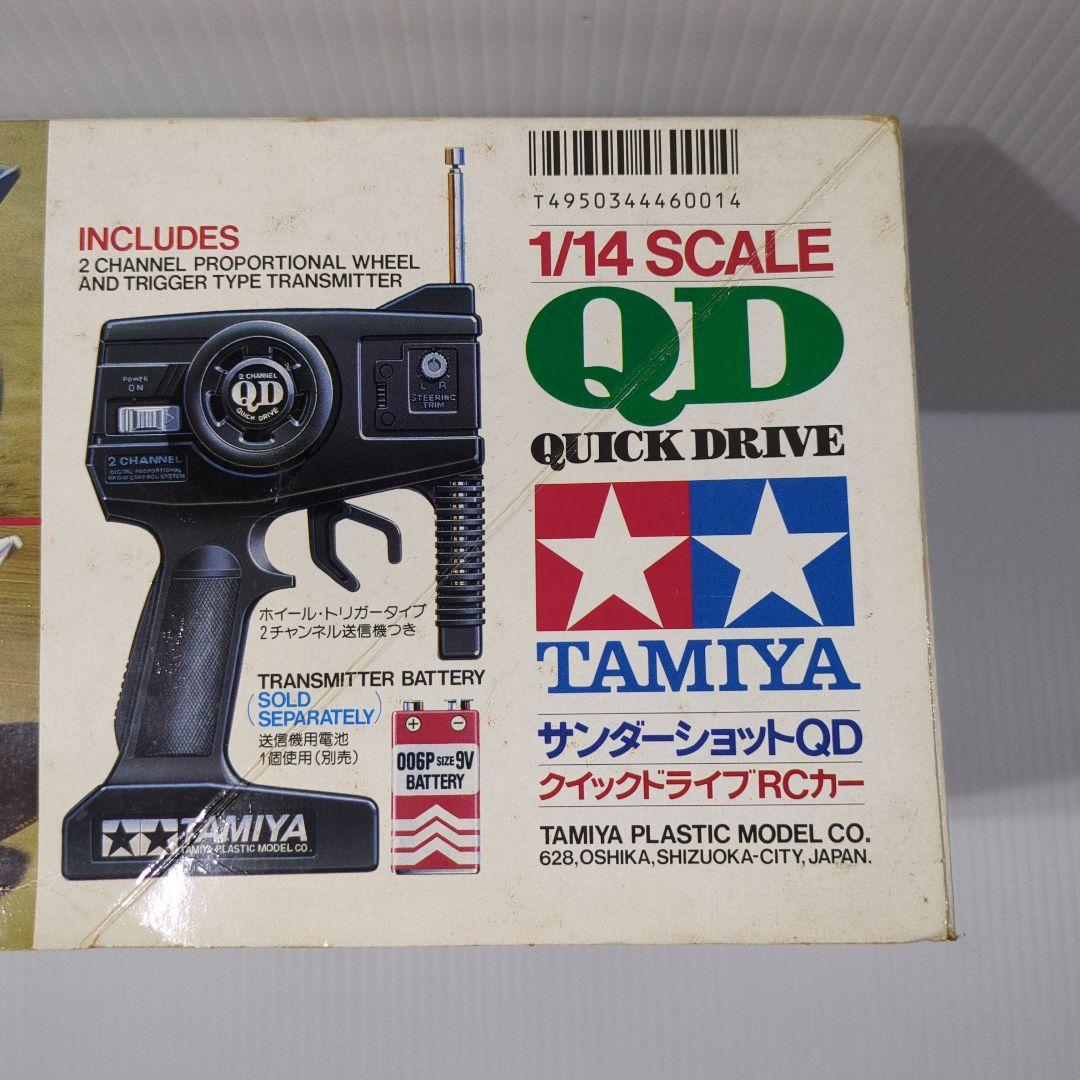 INCLUDES
2 CHANNEL PROPORTIONAL WHEEL
AND TRIGGER TYPE TRANSMITTER
POWER
ON
2 CHANNEL
QD
QUICK DRIVE
L R
STEERING
TRIM
2 CHANNEL
DIGITAL PROPORTIONAL
RADIO CONTROL SYSTEM
ホイール・トリガータイプ
2チャンネル送信機つき
TRANSMITTER BATTERY
(SOLD
SEPARATELY)
送信機用電池
1個使用(別売)
+ −
006P SIZE 9V
BATTERY
TAMIYA
TAMIYA PLASTIC MODEL CO.
T4950344460014
1/14 SCALE
QD
QUICK DRIVE
TAMIYA
サンダーショットQD
クイックドライブRCカー
TAMIYA PLASTIC MODEL CO.
628,OSHIKA,SHIZUOKA-CITY,JAPAN.